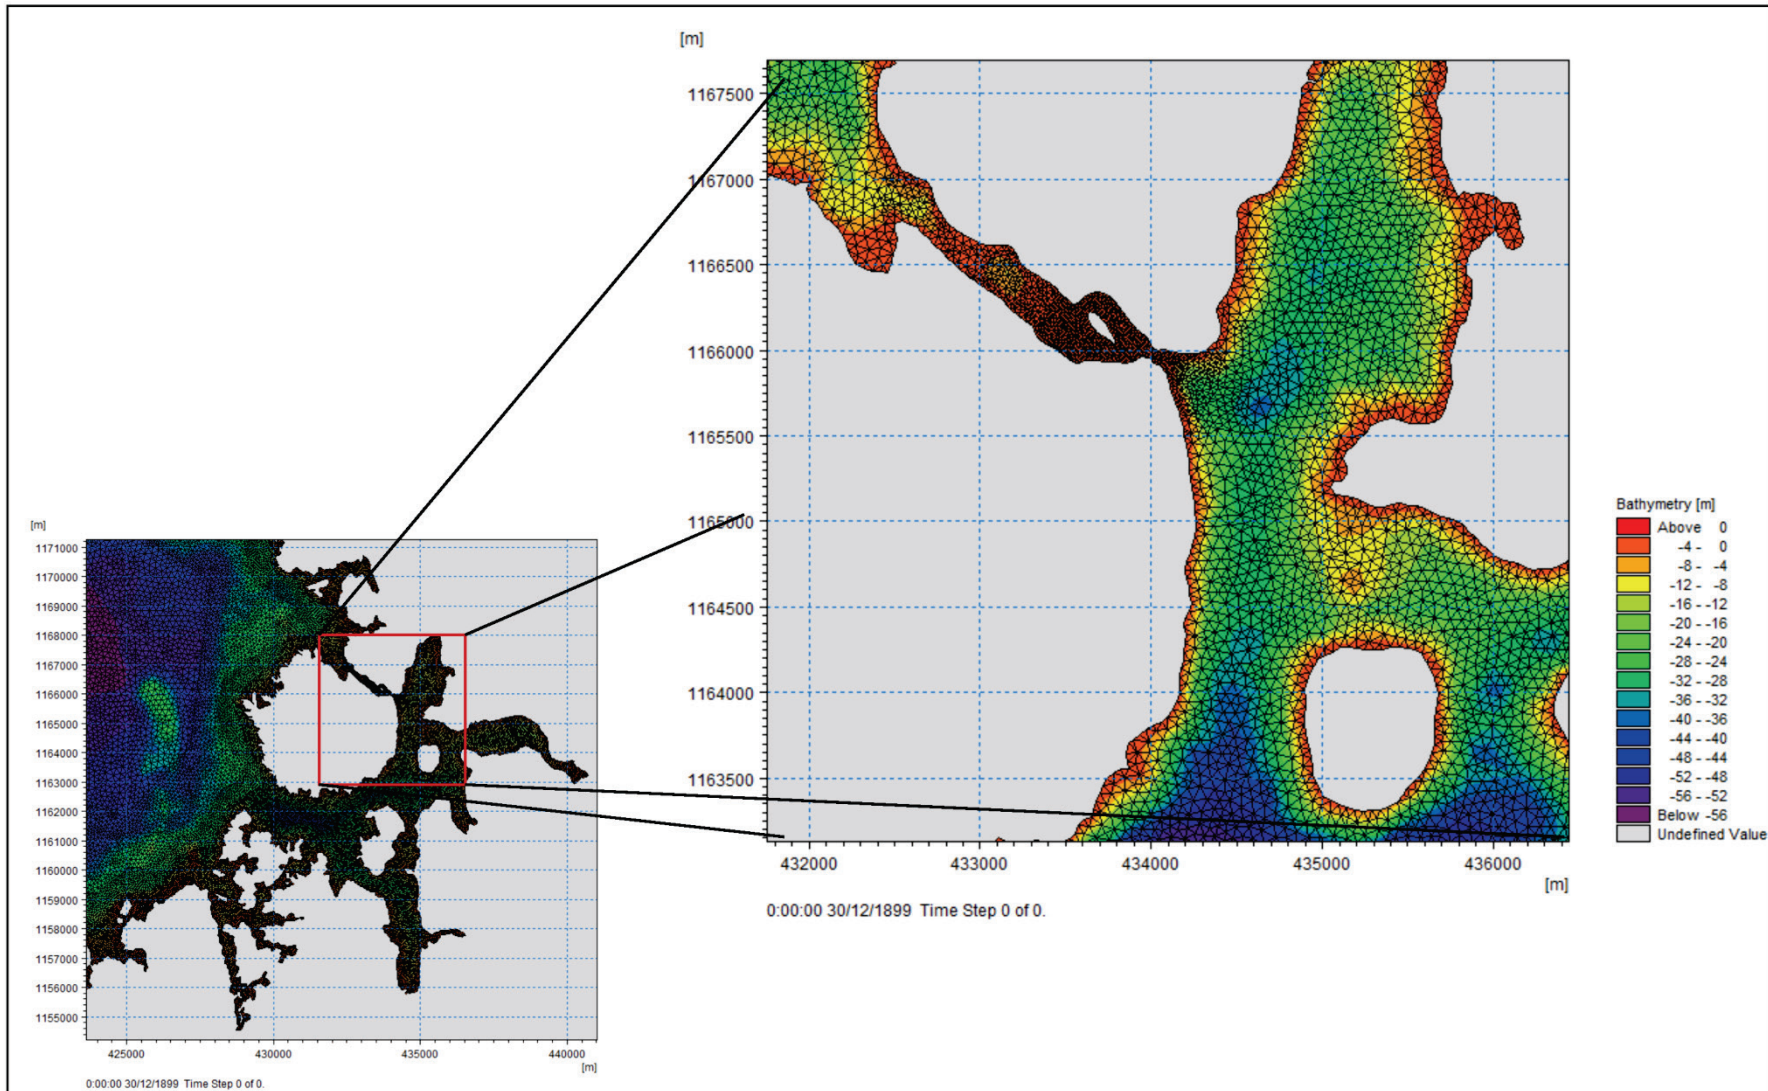 [m]
1167500
1167000
1166500
1166000
1165500
1165000
1164500
1164000
1163500
432000 433000 434000 435000 436000
[m]
0:00:00 30/12/1899 Time Step 0 of 0.
[m]
1171000
1170000
1169000
1168000
1167000
1166000
1165000
1164000
1163000
1162000
1161000
1160000
1159000
1158000
1157000
1156000
1155000
425000 430000 435000 440000
[m]
0:00:00 30/12/1899 Time Step 0 of 0.
Bathymetry [m]
Above 0
-4 - 0
-8 - -4
-12 - -8
-16 - -12
-20 - -16
-24 - -20
-28 - -24
-32 - -28
-36 - -32
-40 - -36
-44 - -40
-48 - -44
-52 - -48
-56 - -52
Below -56
Undefined Value